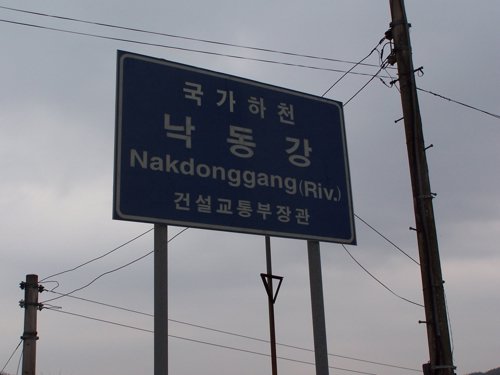 국가하천
낙동강
Nakdonggang(Riv.)
건설교통부장관